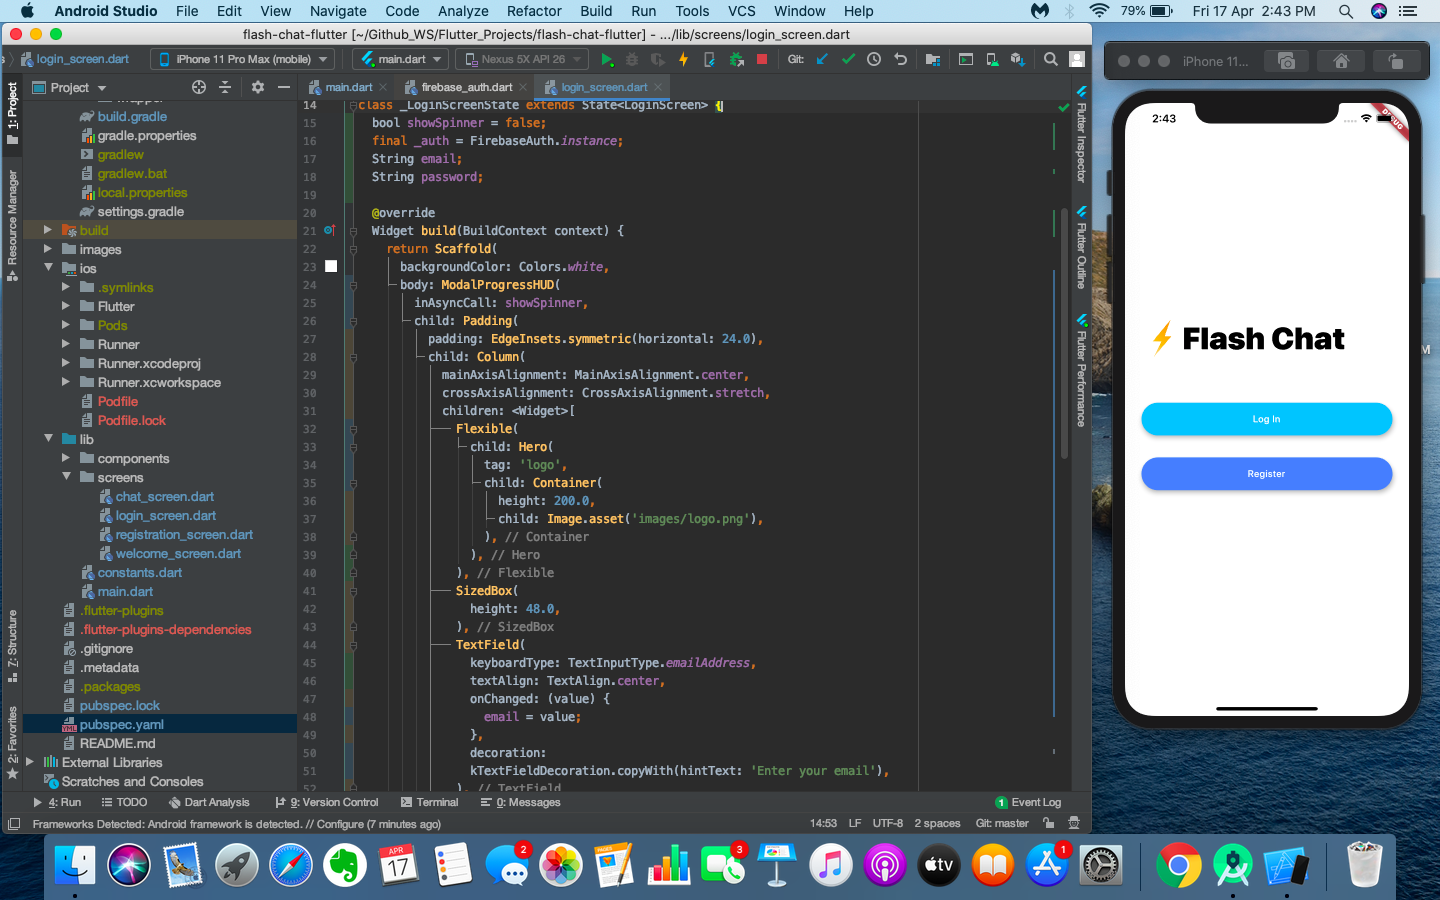 Android Studio File Edit View Navigate Code Analyze Refactor Build Run Tools VCS Window Help 79% Fri 17 Apr 2:43 PM
flash-chat-flutter [~/Github_WS/Flutter_Projects/flash-chat-flutter] - .../lib/screens/login_screen.dart
login_screen.dart iPhone 11 Pro Max (mobile) main.dart Nexus 5X API 26 Git:
Project main.dart firebase_auth.dart login_screen.dart
1: Project
Resource Manager
7: Structure
2: Favorites
build.gradle
gradle.properties
gradlew
gradlew.bat
local.properties
settings.gradle
build
images
ios
.symlinks
Flutter
Pods
Runner
Runner.xcodeproj
Runner.xcworkspace
Podfile
Podfile.lock
lib
components
screens
chat_screen.dart
login_screen.dart
registration_screen.dart
welcome_screen.dart
constants.dart
main.dart
.flutter-plugins
.flutter-plugins-dependencies
.gitignore
.metadata
.packages
pubspec.lock
pubspec.yaml
README.md
External Libraries
Scratches and Consoles
14 class _LoginScreenState extends State<LoginScreen> {
15 bool showSpinner = false;
16 final _auth = FirebaseAuth.instance;
17 String email;
18 String password;
19
20 @override
21 Widget build(BuildContext context) {
22 return Scaffold(
23 backgroundColor: Colors.white,
24 body: ModalProgressHUD(
25 inAsyncCall: showSpinner,
26 child: Padding(
27 padding: EdgeInsets.symmetric(horizontal: 24.0),
28 child: Column(
29 mainAxisAlignment: MainAxisAlignment.center,
30 crossAxisAlignment: CrossAxisAlignment.stretch,
31 children: <Widget>[
32 Flexible(
33 child: Hero(
34 tag: 'logo',
35 child: Container(
36 height: 200.0,
37 child: Image.asset('images/logo.png'),
38 ), // Container
39 ), // Hero
40 ), // Flexible
41 SizedBox(
42 height: 48.0,
43 ), // SizedBox
44 TextField(
45 keyboardType: TextInputType.emailAddress,
46 textAlign: TextAlign.center,
47 onChanged: (value) {
48 email = value;
49 },
50 decoration:
51 kTextFieldDecoration.copyWith(hintText: 'Enter your email'),
52 ), // TextField
Flutter Inspector
Flutter Outline
Flutter Performance
4: Run TODO Dart Analysis 9: Version Control Terminal 0: Messages 1 Event Log
Frameworks Detected: Android framework is detected. // Configure (7 minutes ago) 14:53 LF UTF-8 2 spaces Git: master
iPhone 11...
2:43
DEBUG
Flash Chat
Log In
Register
APR
17
2
PAGES
3
tv
1